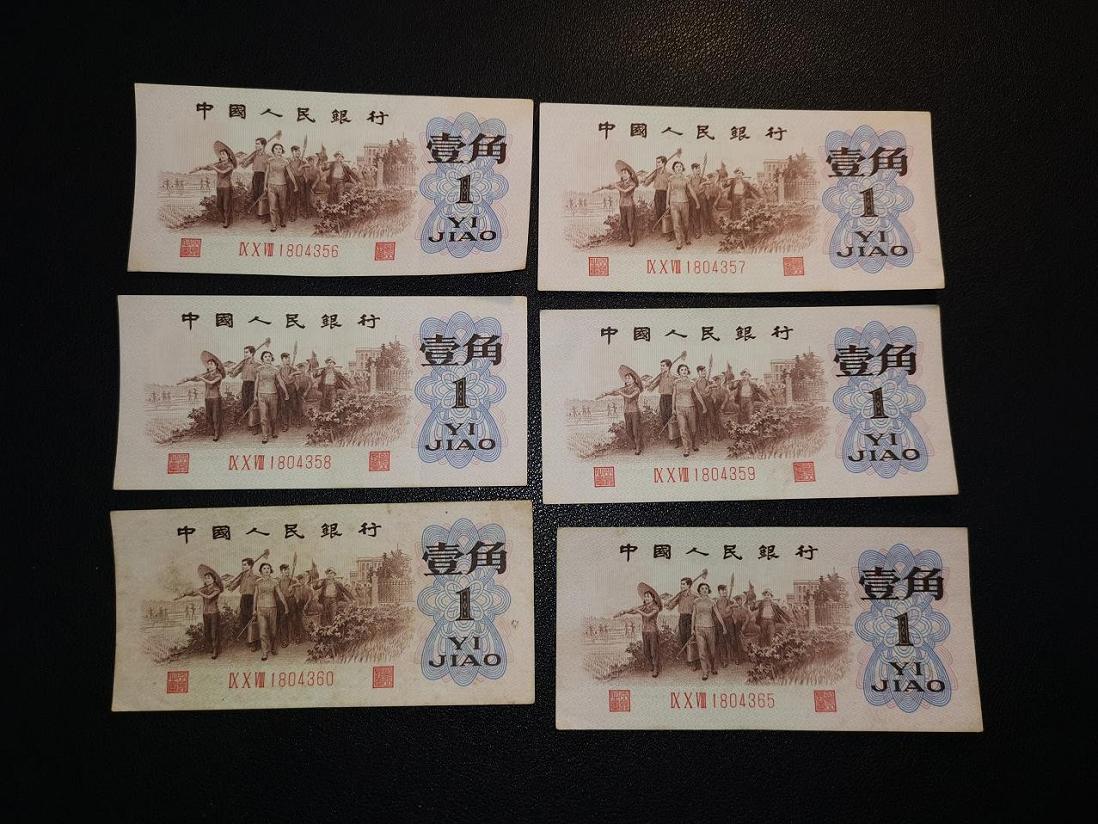 中國人民銀行
壹角
1
YI
JIAO
IX X VIII 1804356
中國人民銀行
壹角
1
YI
JIAO
IX X VIII 1804357
中國人民銀行
壹角
1
YI
JIAO
IX X VIII 1804358
中國人民銀行
壹角
1
YI
JIAO
IX X VIII 1804359
中國人民銀行
壹角
1
YI
JIAO
IX X VIII 1804360
中國人民銀行
壹角
1
YI
JIAO
IX X VIII 1804365